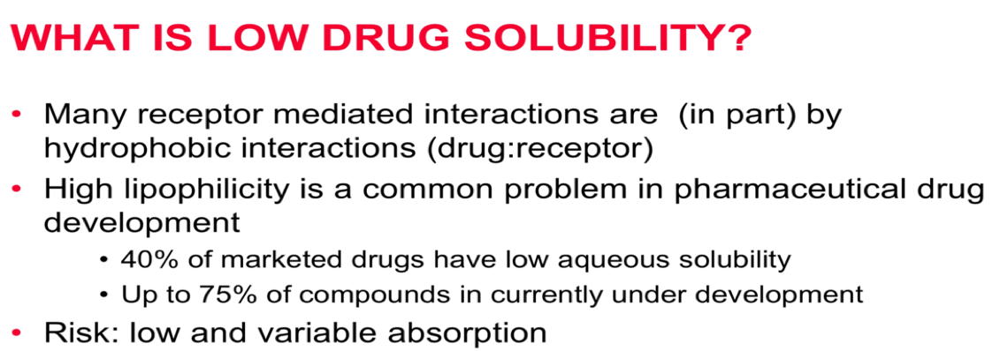 WHAT IS LOW DRUG SOLUBILITY?
• Many receptor mediated interactions are (in part) by
hydrophobic interactions (drug:receptor)
• High lipophilicity is a common problem in pharmaceutical drug
development
• 40% of marketed drugs have low aqueous solubility
• Up to 75% of compounds in currently under development
• Risk: low and variable absorption